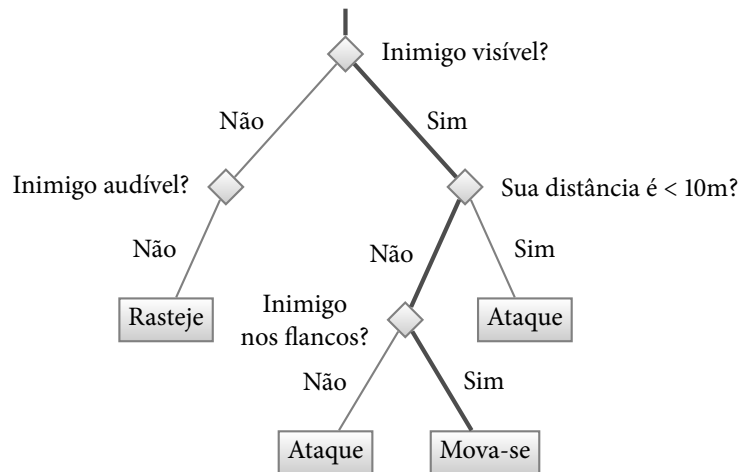 Inimigo visível?
Não
Sim
Inimigo audível?
Sua distância é < 10m?
Não
Não
Sim
Rasteje
Inimigo
nos flancos?
Ataque
Não
Sim
Ataque
Mova-se